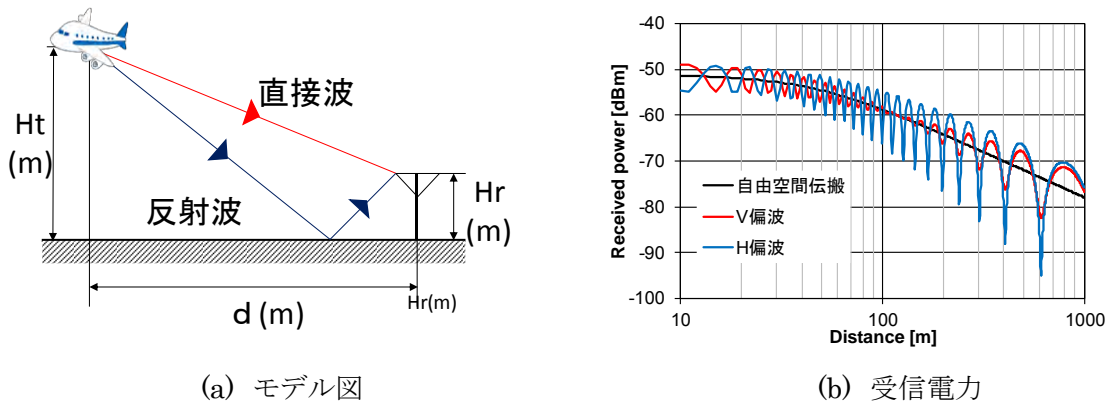 Ht
(m)
直接波
反射波
Hr
(m)
d (m)
Hr(m)
(a) モデル図
Received power [dBm]
-40
-50
-60
-70
-80
-90
-100
自由空間伝搬
V偏波
H偏波
10
100
1000
Distance [m]
(b) 受信電力